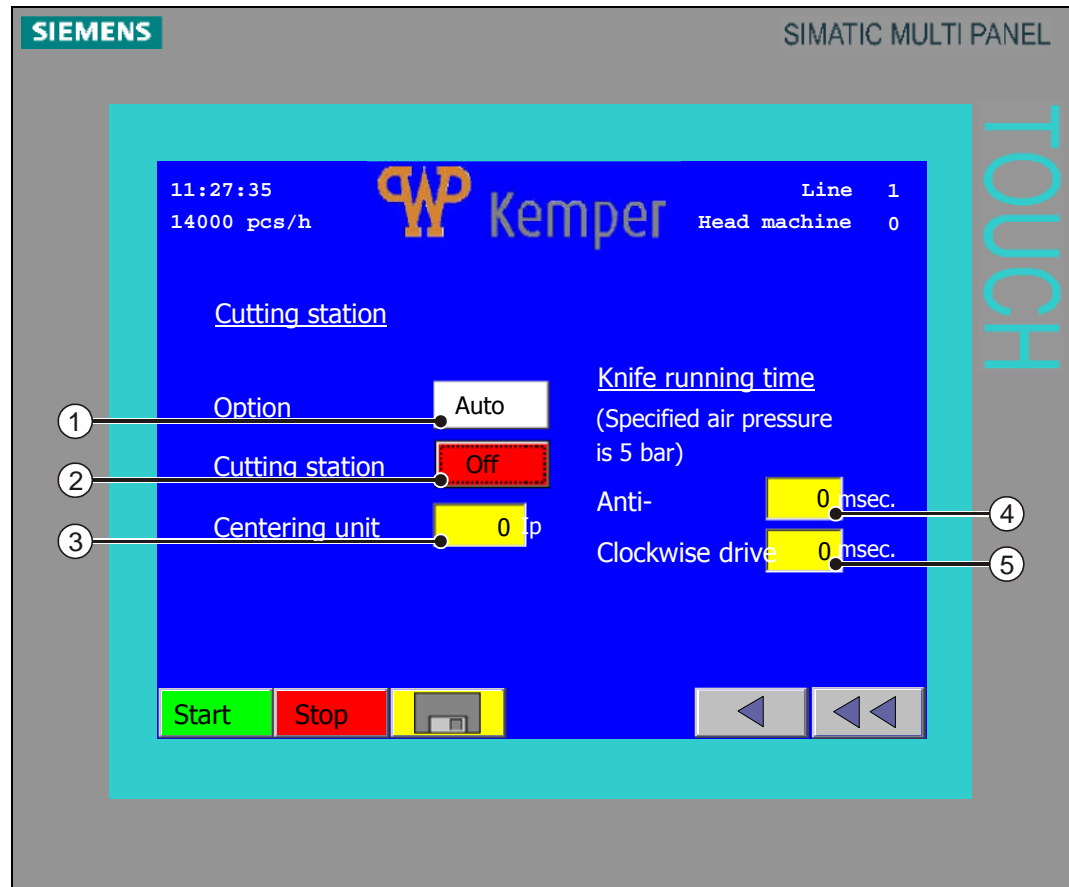 SIEMENS
SIMATIC MULTI PANEL
TOUCH
11:27:35
14000 pcs/h
WP Kemper
Line 1
Head machine 0
Cutting station
Option Auto
Cutting station Off
Centering unit 0 Ip
Knife running time
(Specified air pressure
is 5 bar)
Anti- 0 msec.
Clockwise drive 0 msec.
1
2
3
4
5
Start
Stop